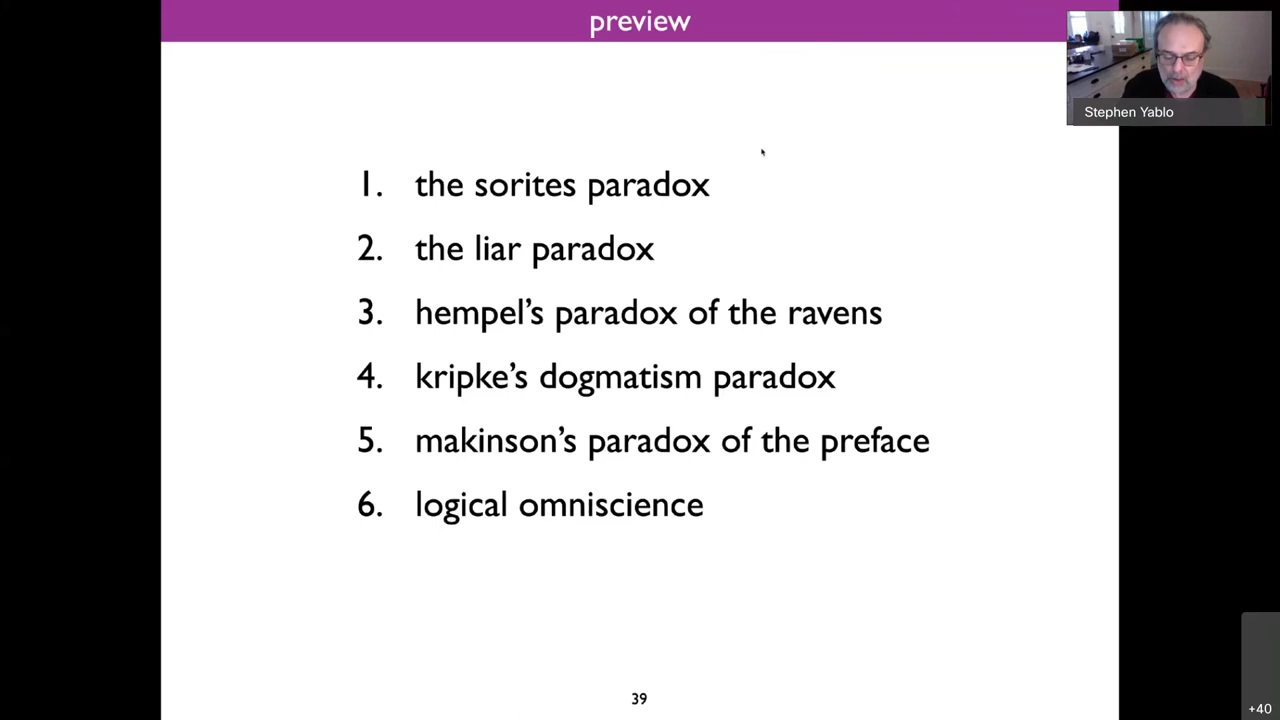 preview
Stephen Yablo
1. the sorites paradox
2. the liar paradox
3. hempel's paradox of the ravens
4. kripke's dogmatism paradox
5. makinson's paradox of the preface
6. logical omniscience
39
+40